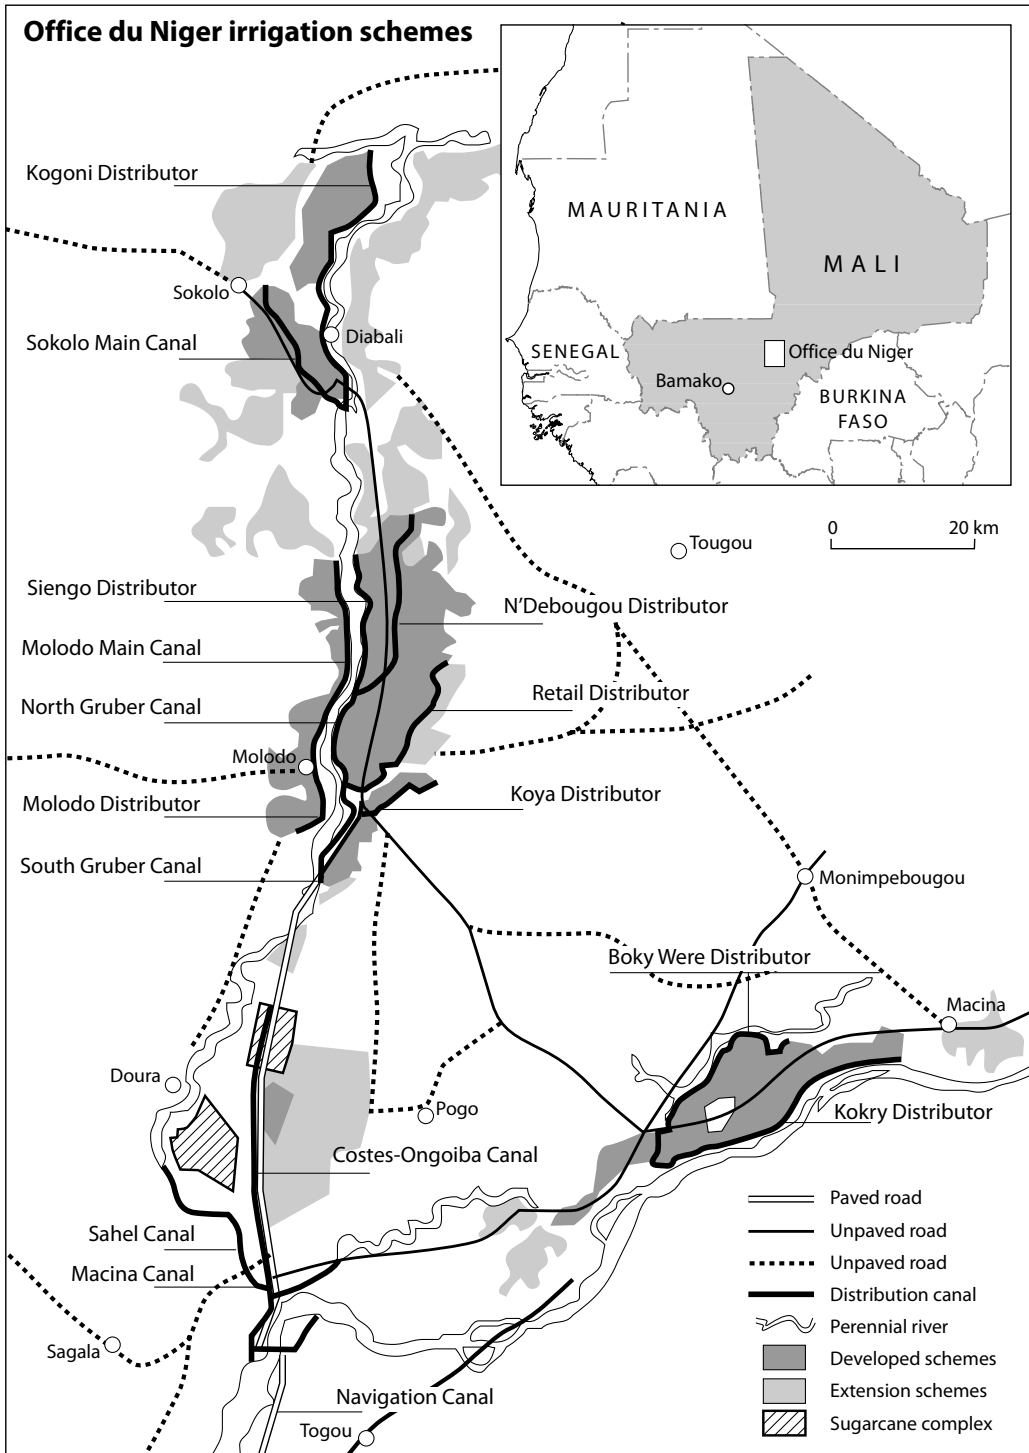 Office du Niger irrigation schemes
Kogoni Distributor
Sokolo
Sokolo Main Canal
Diabali
MAURITANIA
MALI
SENEGAL
Office du Niger
Bamako
BURKINA
FASO
0
20 km
Tougou
Siengo Distributor
N'Debougou Distributor
Molodo Main Canal
Retail Distributor
North Gruber Canal
Molodo
Molodo Distributor
Koya Distributor
South Gruber Canal
Monimpebougou
Boky Were Distributor
Macina
Doura
Pogo
Kokry Distributor
Costes-Ongoiba Canal
Sahel Canal
Macina Canal
Sagala
Navigation Canal
Togou
Paved road
Unpaved road
Unpaved road
Distribution canal
Perennial river
Developed schemes
Extension schemes
Sugarcane complex